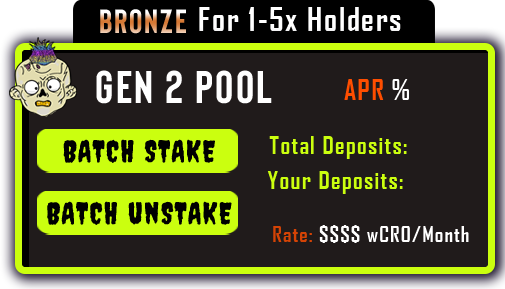 BRONZE For 1-5x Holders
GEN 2 POOL
APR %
BATCH STAKE
Total Deposits:
Your Deposits:
BATCH UNSTAKE
Rate: $$$$ wCRO/Month